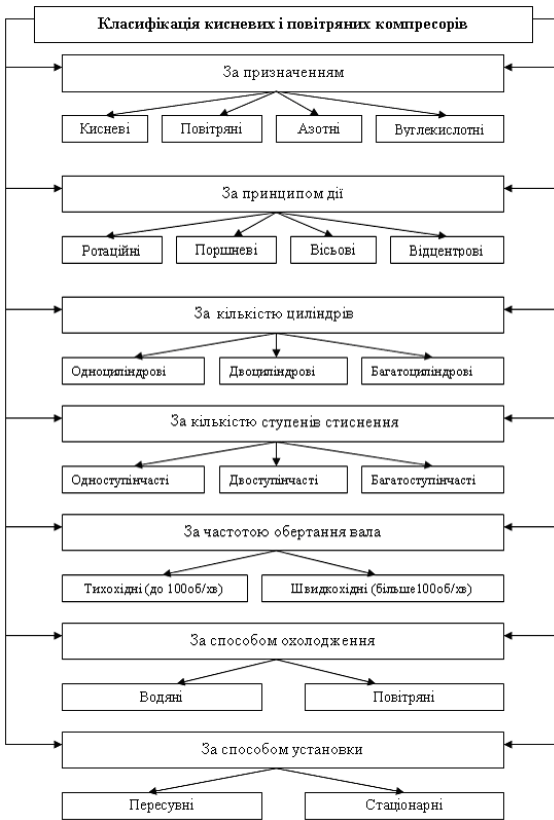 Класифікація кисневих і повітряних компресорів
За призначенням
Кисневі Повітряні Азотні Вуглекислотні
За принципом дії
Ротаційні Поршневі Вісьові Відцентрові
За кількістю циліндрів
Одноциліндрові Двоциліндрові Багатоциліндрові
За кількістю ступенів стиснення
Одноступінчасті Двоступінчасті Багатоступінчасті
За частотою обертання вала
Тихохідні (до 100об/хв) Швидкохідні (більше100об/хв)
За способом охолодження
Водяні Повітряні
За способом установки
Пересувні Стаціонарні